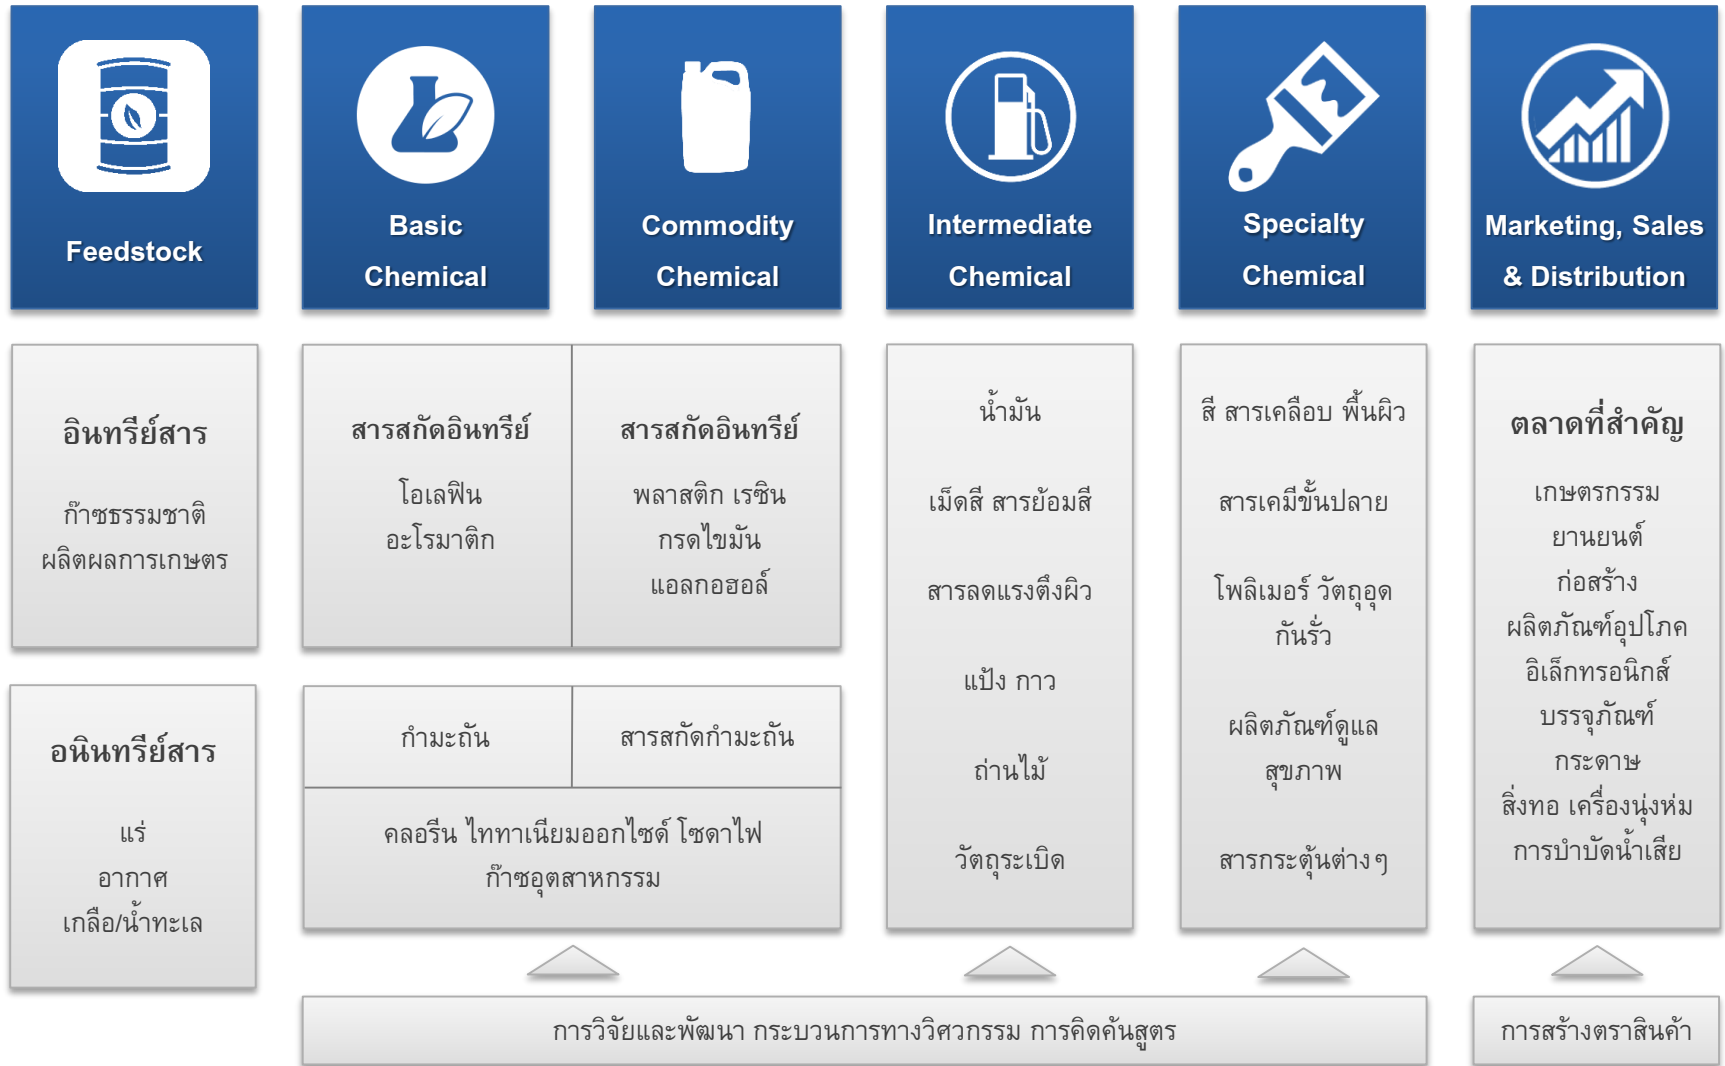 Feedstock
Basic
Chemical
Commodity
Chemical
Intermediate
Chemical
Specialty
Chemical
Marketing, Sales
& Distribution
อินทรีย์สาร
ก๊าซธรรมชาติ
ผลิตผลการเกษตร
อนินทรีย์สาร
แร่
อากาศ
เกลือ/น้ำทะเล
สารสกัดอินทรีย์
โอเลฟิน
อะโรมาติก
สารสกัดอินทรีย์
พลาสติก เรซิน
กรดไขมัน
แอลกอฮอล์
กำมะถัน
สารสกัดกำมะถัน
คลอรีน ไททาเนียมออกไซด์ โซดาไฟ
ก๊าซอุตสาหกรรม
น้ำมัน
เม็ดสี สารย้อมสี
สารลดแรงตึงผิว
แป้ง กาว
ถ่านไม้
วัตถุระเบิด
สี สารเคลือบ พื้นผิว
สารเคมีขั้นปลาย
โพลิเมอร์ วัตถุอุด
กันรั่ว
ผลิตภัณฑ์ดูแล
สุขภาพ
สารกระตุ้นต่างๆ
ตลาดที่สำคัญ
เกษตรกรรม
ยานยนต์
ก่อสร้าง
ผลิตภัณฑ์อุปโภค
อิเล็กทรอนิกส์
บรรจุภัณฑ์
กระดาษ
สิ่งทอ เครื่องนุ่งห่ม
การบำบัดน้ำเสีย
การวิจัยและพัฒนา กระบวนการทางวิศวกรรม การคิดค้นสูตร
การสร้างตราสินค้า